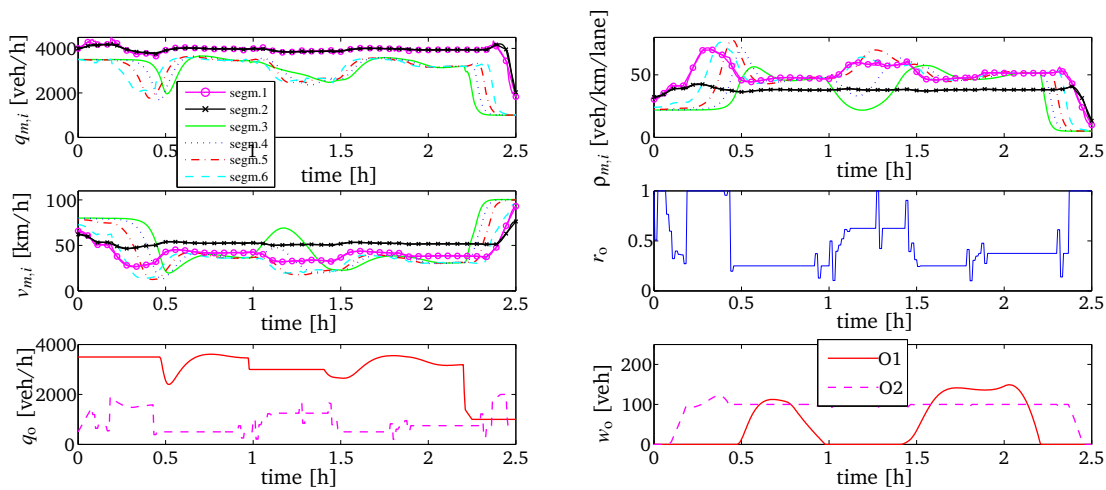 4000
2000
0
q_{m,i} [veh/h]
segm.1
segm.2
segm.3
segm.4
segm.5
segm.6
0 0.5 1 1.5 2 2.5
time [h]
100
50
0
v_{m,i} [km/h]
0 0.5 1 1.5 2 2.5
time [h]
4000
2000
0
q_o [veh/h]
0 0.5 1 1.5 2 2.5
time [h]
50
0
ρ_{m,i} [veh/km/lane]
0 0.5 1 1.5 2 2.5
time [h]
1
0.5
0
r_o
0 0.5 1 1.5 2 2.5
time [h]
200
100
0
w_o [veh]
O1
O2
0 0.5 1 1.5 2 2.5
time [h]